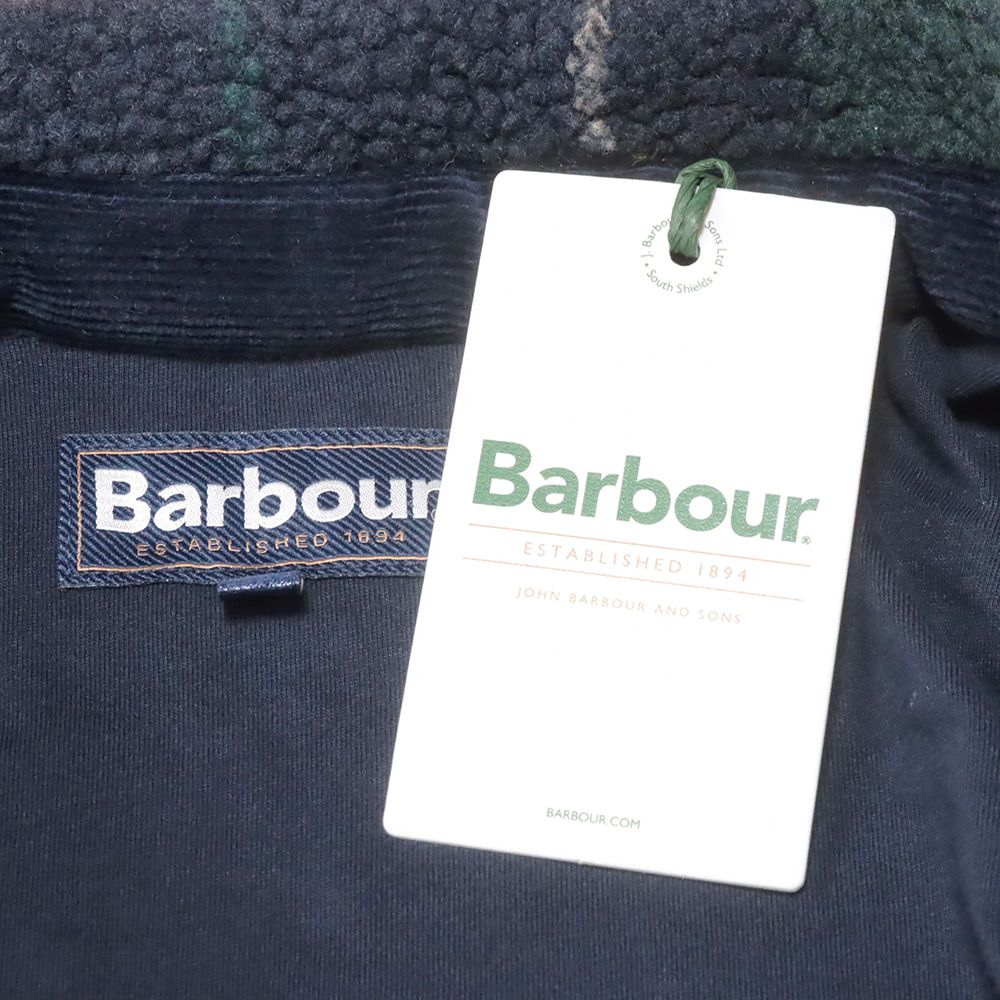 J. Barbour Sons Ltd
• South Shields •
Barbour
ESTABLISHED 1894
Barbour®
ESTABLISHED 1894
JOHN BARBOUR AND SONS
BARBOUR.COM